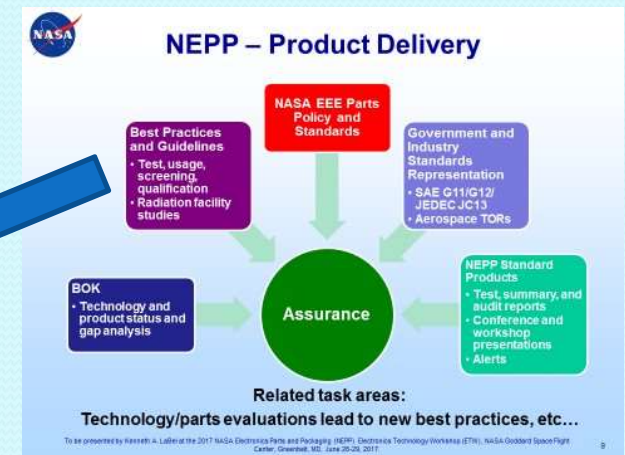 NASA
NEPP – Product Delivery
NASA EEE Parts
Policy and
Standards
Best Practices
and Guidelines
• Test, usage,
screening,
qualification
• Radiation facility
studies
Government and
Industry
Standards
Representation
• SAE G11/G12/
JEDEC JC13
• Aerospace TORs
BOK
• Technology and
product status and
gap analysis
Assurance
NEPP Standard
Products
• Test, summary, and
audit reports
• Conference and
workshop
presentations
• Alerts
Related task areas:
Technology/parts evaluations lead to new best practices, etc…
To be presented by Kenneth A. LaBel at the 2017 NASA Electronics Parts and Packaging (NEPP) Electronics Technology Workshop (ETW), NASA Goddard Space Flight
Center, Greenbelt, MD, June 26-29, 2017.